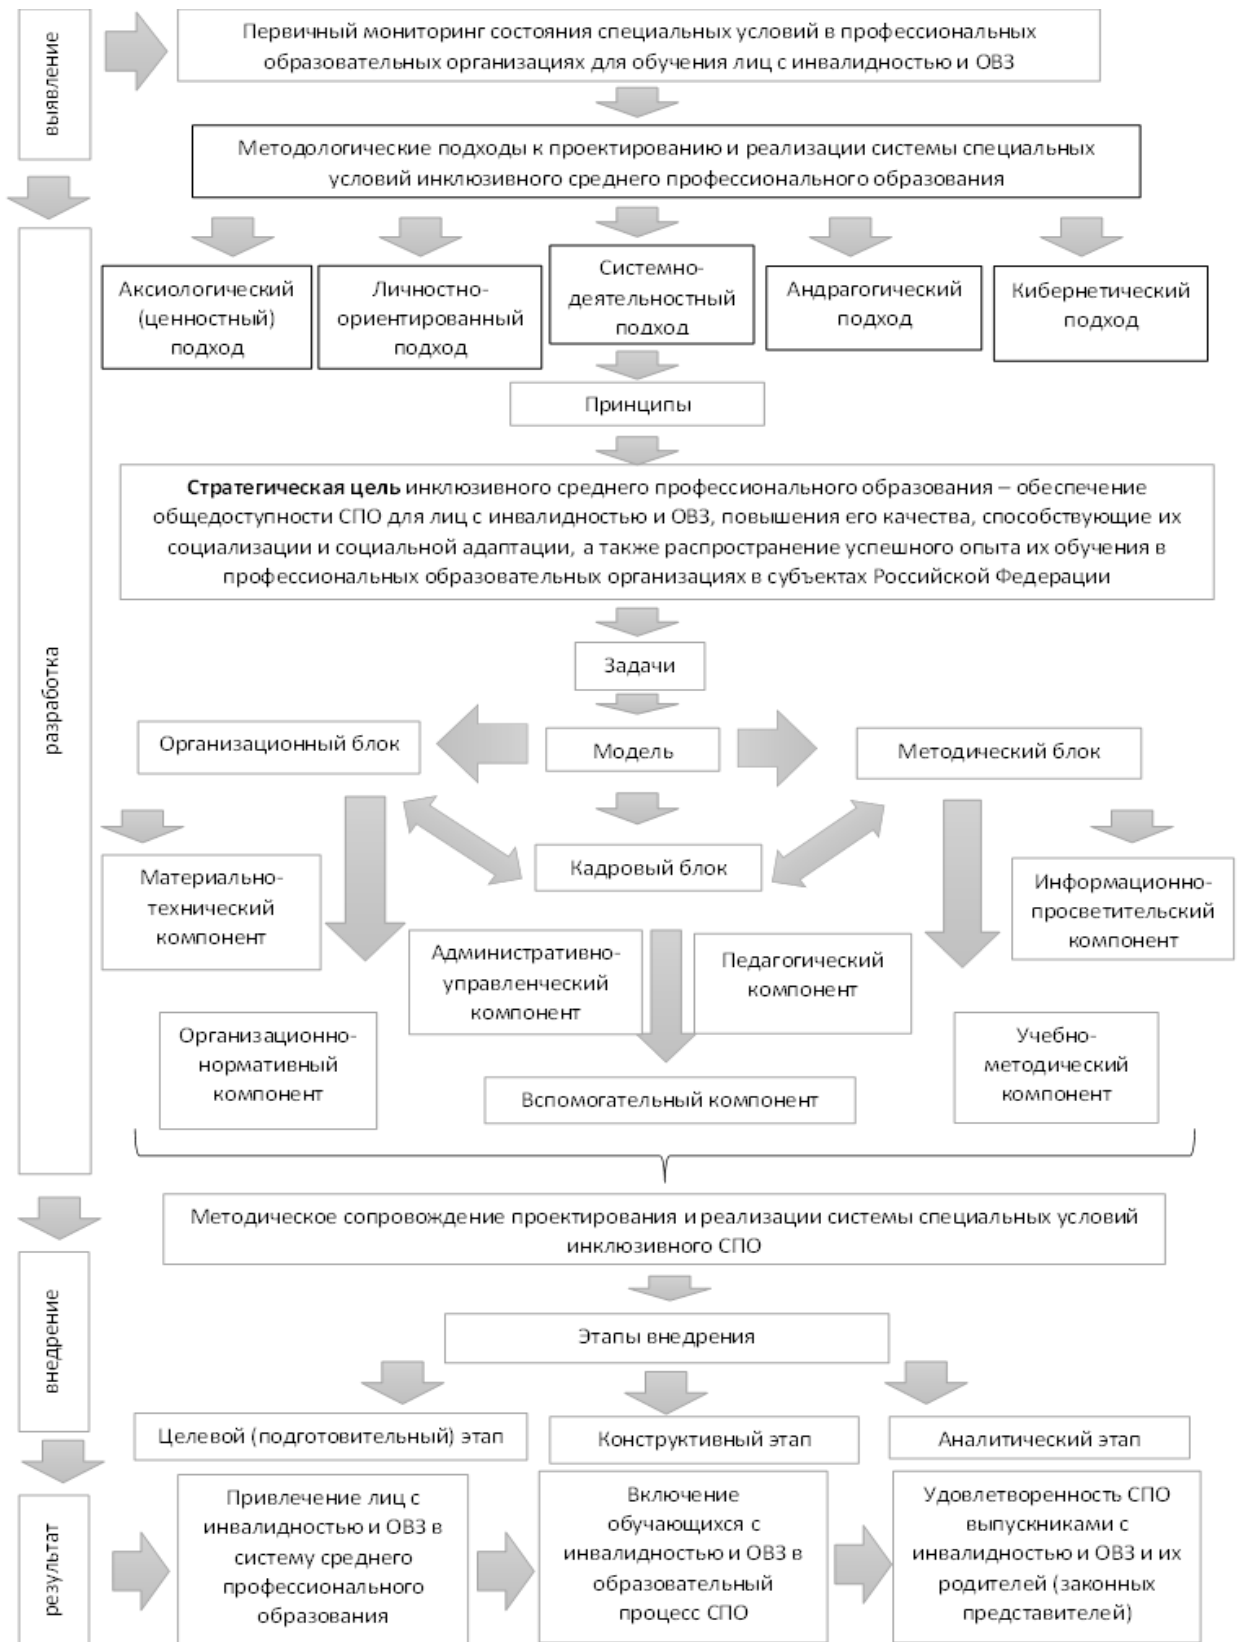 выявление
Первичный мониторинг состояния специальных условий в профессиональных
образовательных организациях для обучения лиц с инвалидностью и ОВЗ
Методологические подходы к проектированию и реализации системы специальных
условий инклюзивного среднего профессионального образования
разработка
Аксиологический
(ценностный)
подход
Личностно-
ориентированный
подход
Системно-
деятельностный
подход
Андрагогический
подход
Кибернетический
подход
Принципы
Стратегическая цель инклюзивного среднего профессионального образования – обеспечение
общедоступности СПО для лиц с инвалидностью и ОВЗ, повышения его качества, способствующие их
социализации и социальной адаптации, а также распространение успешного опыта их обучения в
профессиональных образовательных организациях в субъектах Российской Федерации
Задачи
Организационный блок
Модель
Методический блок
Кадровый блок
Материально-
технический
компонент
Информационно-
просветительский
компонент
Административно-
управленческий
компонент
Педагогический
компонент
Организационно-
нормативный
компонент
Учебно-
методический
компонент
Вспомогательный компонент
внедрение
Методическое сопровождение проектирования и реализации системы специальных условий
инклюзивного СПО
Этапы внедрения
Целевой (подготовительный) этап
Конструктивный этап
Аналитический этап
результат
Привлечение лиц с
инвалидностью и ОВЗ в
систему среднего
профессионального
образования
Включение
обучающихся с
инвалидностью и ОВЗ в
образовательный
процесс СПО
Удовлетворенность СПО
выпускниками с
инвалидностью и ОВЗ и их
родителей (законных
представителей)